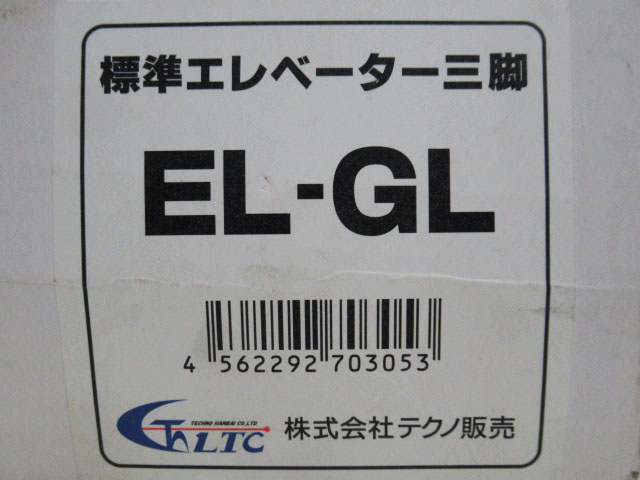 標準エレベーター三脚
EL-GL
4 562292 703053
TECHNO HANBAI CO.,LTD.
LTC
株式会社テクノ販売